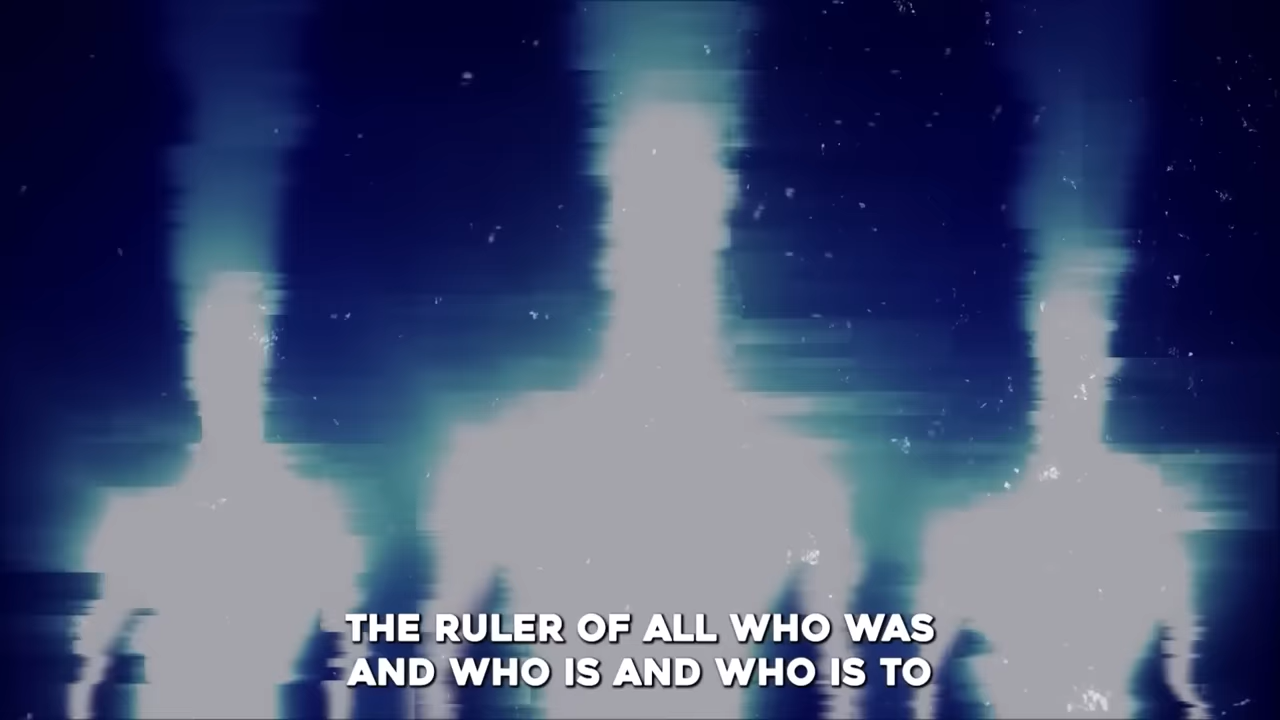 THE RULER OF ALL WHO WAS
AND WHO IS AND WHO IS TO